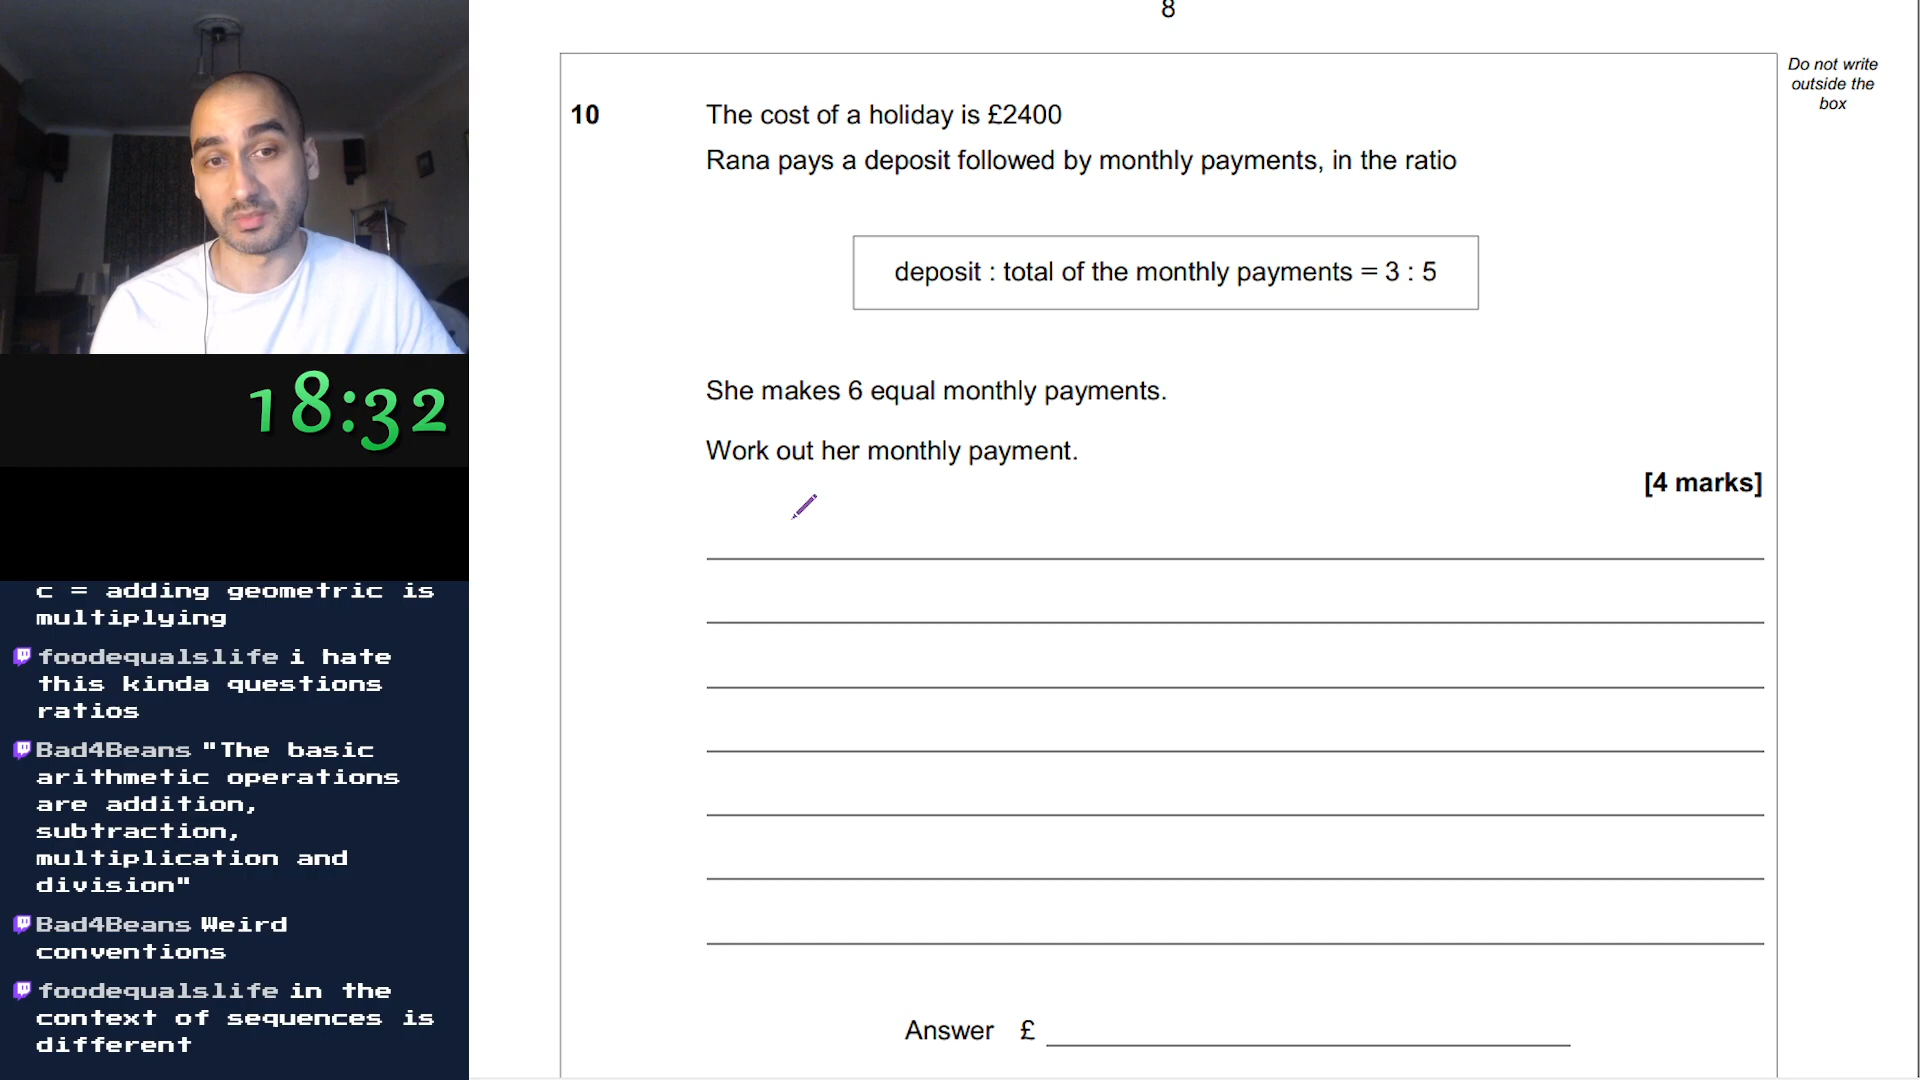 18:32
c = adding geometric is
multiplying
foodequalslife i hate
this kinda questions
ratios
Bad4Beans "The basic
arithmetic operations
are addition,
subtraction,
multiplication and
division"
Bad4Beans Weird
conventions
foodequalslife in the
context of sequences is
different
8
Do not write
outside the
box
10 The cost of a holiday is £2400
Rana pays a deposit followed by monthly payments, in the ratio
deposit : total of the monthly payments = 3 : 5
She makes 6 equal monthly payments.
Work out her monthly payment.
[4 marks]
Answer £